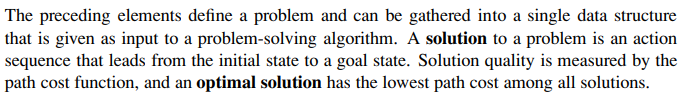 The preceding elements define a problem and can be gathered into a single data structure
that is given as input to a problem-solving algorithm. A solution to a problem is an action
sequence that leads from the initial state to a goal state. Solution quality is measured by the
path cost function, and an optimal solution has the lowest path cost among all solutions.